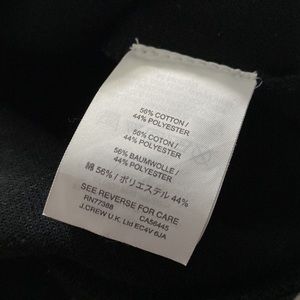 56% COTTON /
44% POLYESTER
56% COTON /
44% POLYESTER
56% BAUMWOLLE /
44% POLYESTER
綿 56% / ポリエステル 44%
SEE REVERSE FOR CARE
RN77388 CA56445
J.CREW U.K. Ltd EC4V 6JA